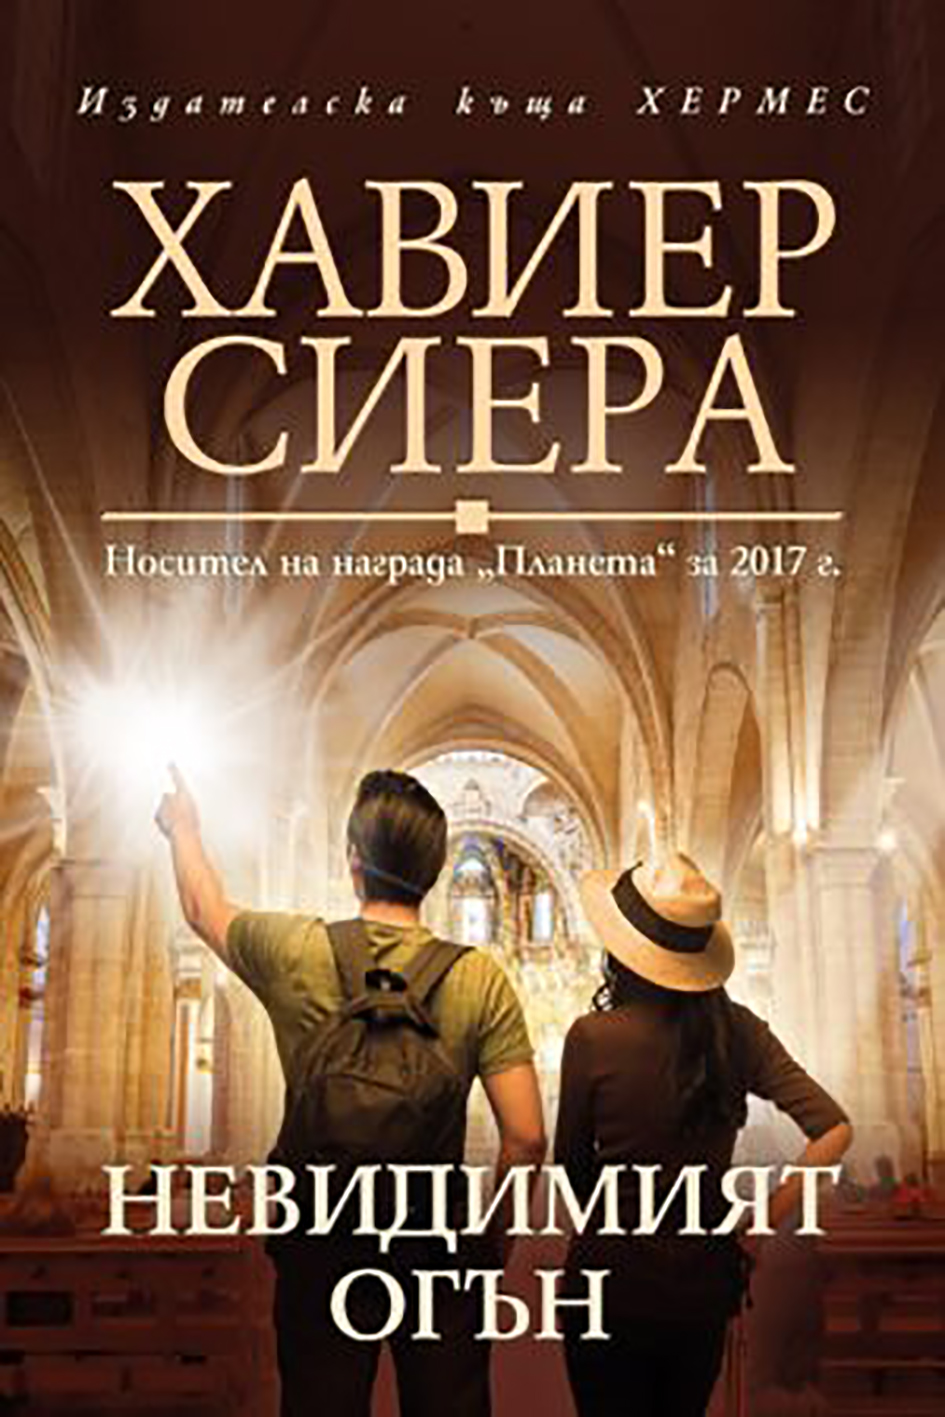 Издателска къща ХЕРМЕС
ХАВИЕР
СИЕРА
Носител на награда „Планета“ за 2017 г.
НЕВИДИМИЯТ
ОГЪН